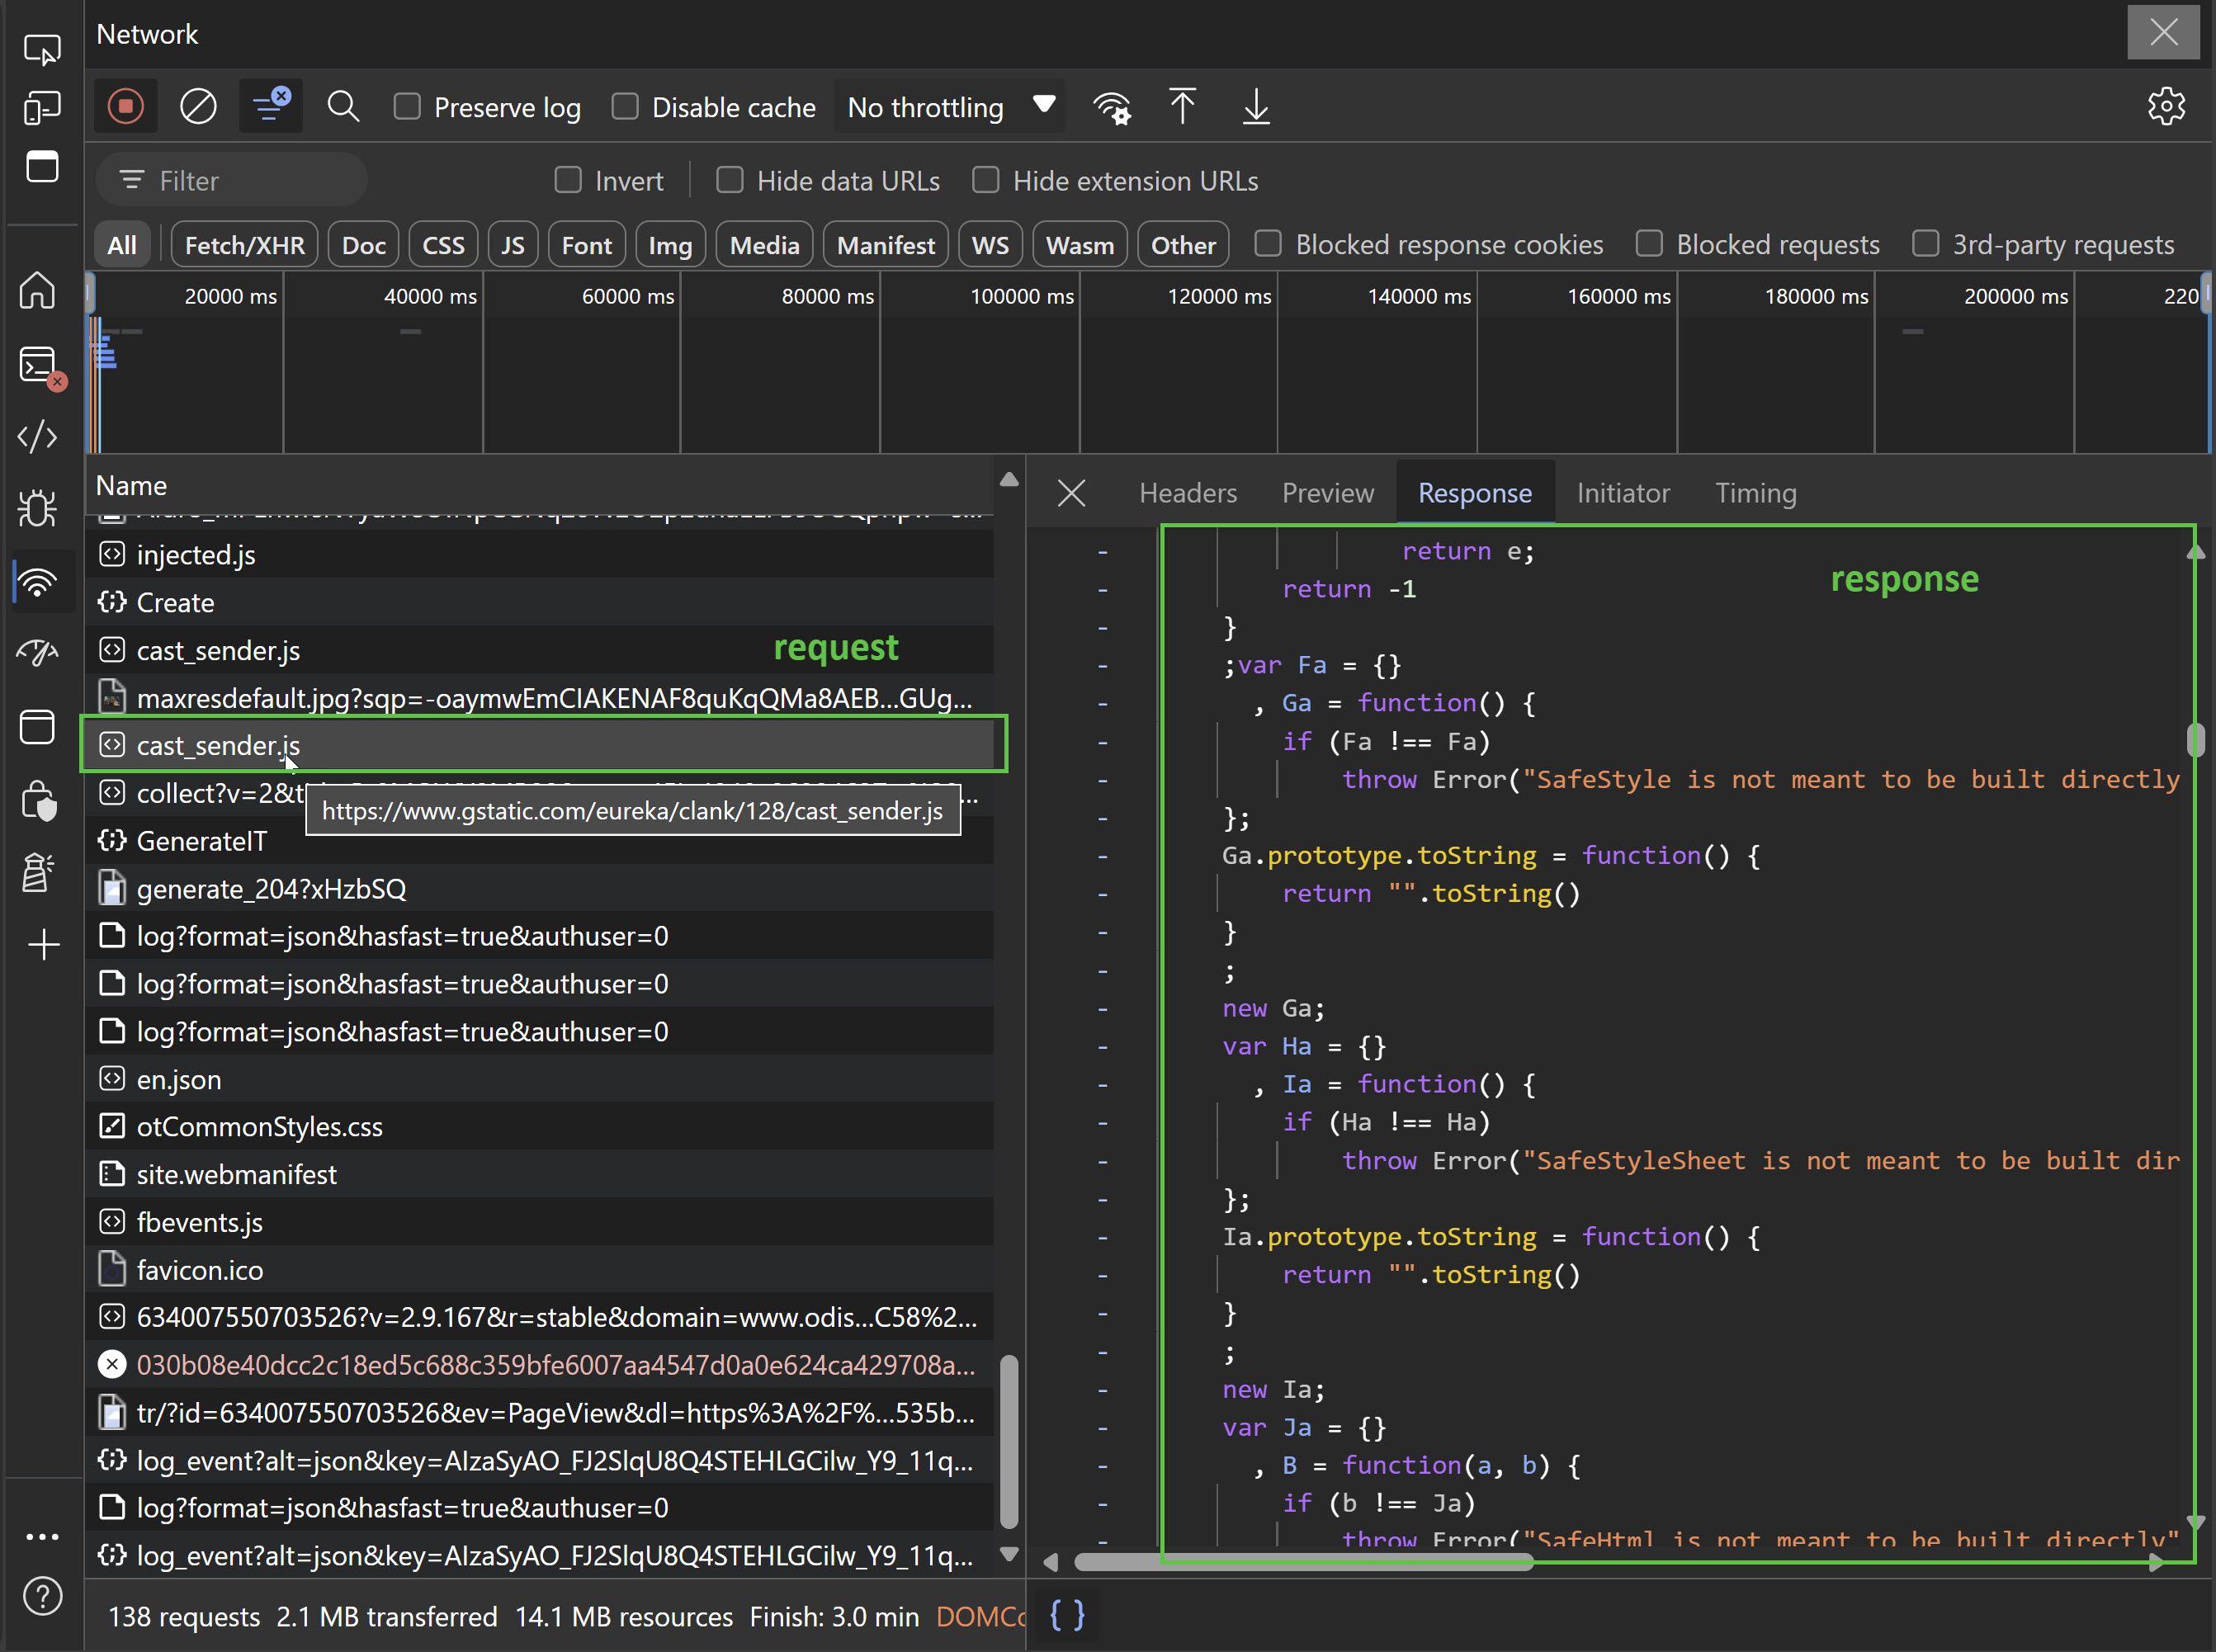 Network
Preserve log
Disable cache
No throttling
Filter
Invert
Hide data URLs
Hide extension URLs
All
Fetch/XHR
Doc
CSS
JS
Font
Img
Media
Manifest
WS
Wasm
Other
Blocked response cookies
Blocked requests
3rd-party requests
20000 ms
40000 ms
60000 ms
80000 ms
100000 ms
120000 ms
140000 ms
160000 ms
180000 ms
200000 ms
220
Name
injected.js
Create
cast_sender.js
request
maxresdefault.jpg?sqp=-oaymwEmCIAKENAF8quKqQMa8AEB...GUg...
cast_sender.js
collect?v=2&t
https://www.gstatic.com/eureka/clank/128/cast_sender.js
GenerateIT
generate_204?xHzbSQ
log?format=json&hasfast=true&authuser=0
log?format=json&hasfast=true&authuser=0
log?format=json&hasfast=true&authuser=0
en.json
otCommonStyles.css
site.webmanifest
fbevents.js
favicon.ico
634007550703526?v=2.9.167&r=stable&domain=www.odis...C58%2...
030b08e40dcc2c18ed5c688c359bfe6007aa4547d0a0e624ca429708a...
tr/?id=634007550703526&ev=PageView&dl=https%3A%2F%...535b...
log_event?alt=json&key=AIzaSyAO_FJ2SlqU8Q4STEHLGCilw_Y9_11q...
log?format=json&hasfast=true&authuser=0
log_event?alt=json&key=AIzaSyAO_FJ2SlqU8Q4STEHLGCilw_Y9_11q...
138 requests 2.1 MB transferred 14.1 MB resources Finish: 3.0 min DOMCo
Headers
Preview
Response
Initiator
Timing
response
- return e;
- return -1
- }
- ;var Fa = {}
- , Ga = function() {
- if (Fa !== Fa)
- throw Error("SafeStyle is not meant to be built directly
- };
- Ga.prototype.toString = function() {
- return "".toString()
- }
- ;
- new Ga;
- var Ha = {}
- , Ia = function() {
- if (Ha !== Ha)
- throw Error("SafeStyleSheet is not meant to be built dir
- };
- Ia.prototype.toString = function() {
- return "".toString()
- }
- ;
- new Ia;
- var Ja = {}
- , B = function(a, b) {
- if (b !== Ja)
- throw Error("SafeHtml is not meant to be built directly"
{ }